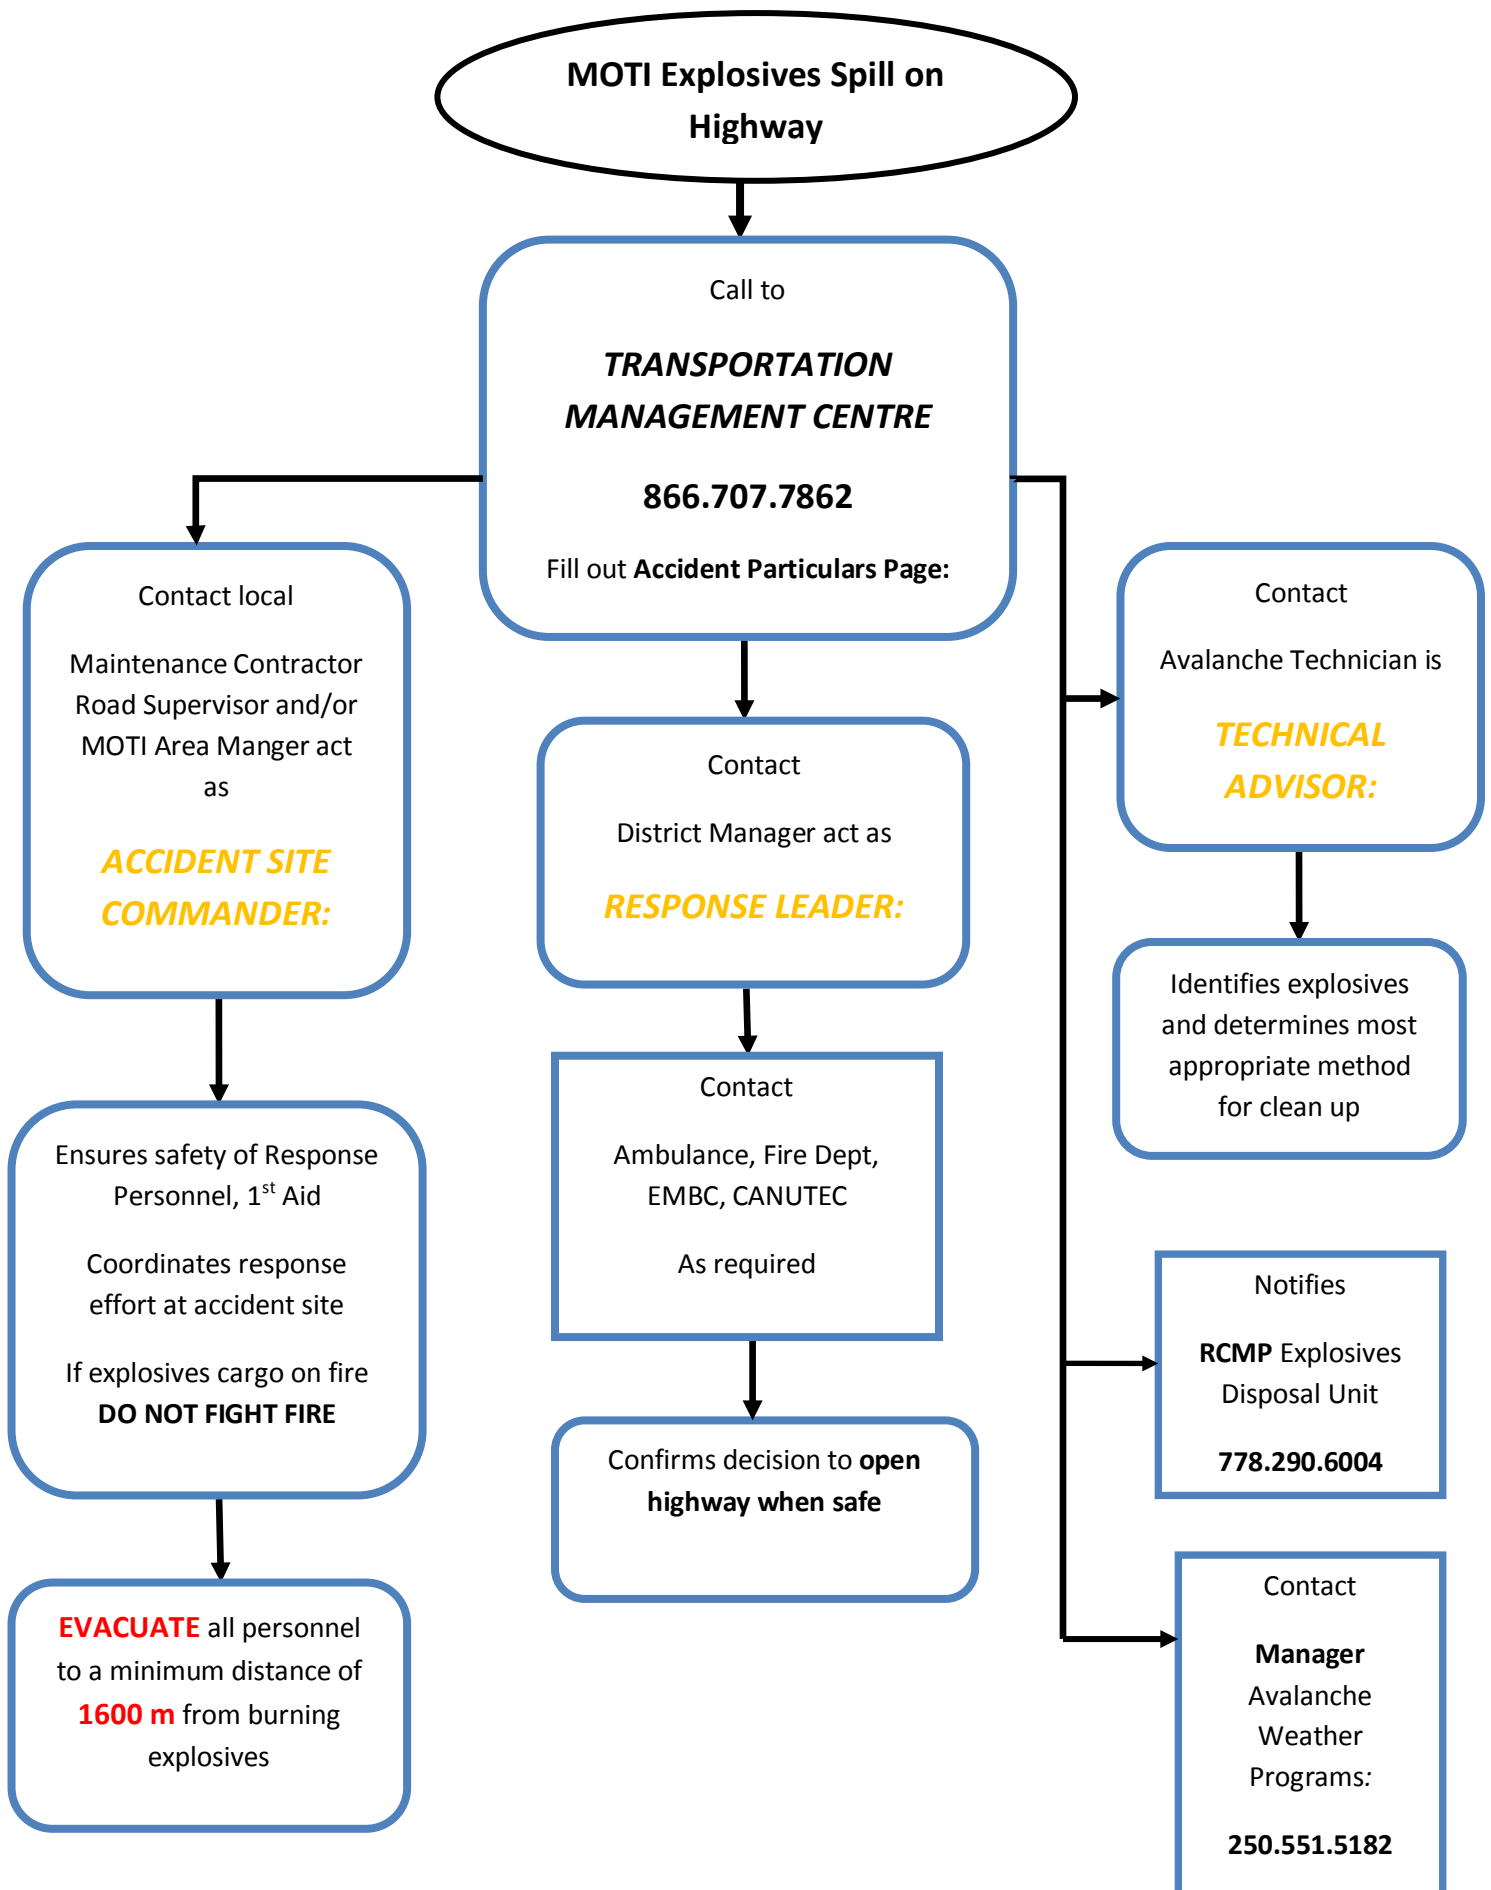 MOTI Explosives Spill on
Highway
Call to
TRANSPORTATION
MANAGEMENT CENTRE
866.707.7862
Fill out Accident Particulars Page:
Contact local
Maintenance Contractor
Road Supervisor and/or
MOTI Area Manger act
as
ACCIDENT SITE
COMMANDER:
Ensures safety of Response
Personnel, 1st Aid
Coordinates response
effort at accident site
If explosives cargo on fire
DO NOT FIGHT FIRE
EVACUATE all personnel
to a minimum distance of
1600 m from burning
explosives
Contact
District Manager act as
RESPONSE LEADER:
Contact
Ambulance, Fire Dept,
EMBC, CANUTEC
As required
Confirms decision to open
highway when safe
Contact
Avalanche Technician is
TECHNICAL
ADVISOR:
Identifies explosives
and determines most
appropriate method
for clean up
Notifies
RCMP Explosives
Disposal Unit
778.290.6004
Contact
Manager
Avalanche
Weather
Programs:
250.551.5182